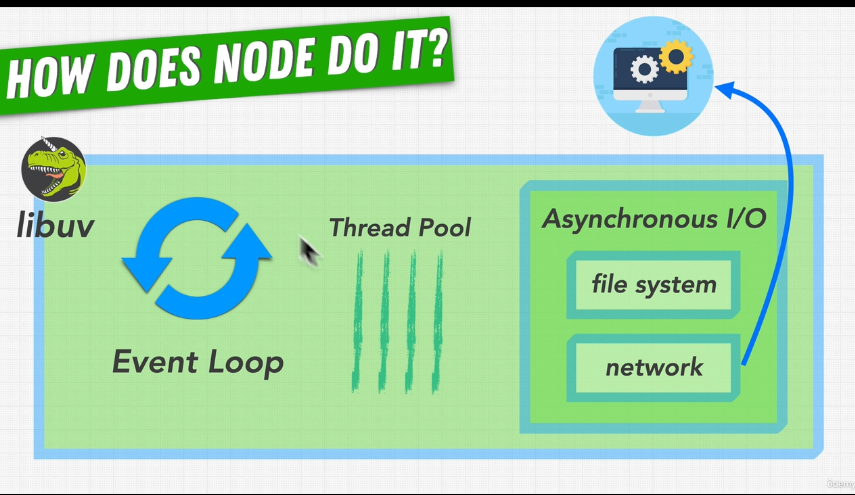 HOW DOES NODE DO IT?
libuv
Event Loop
Thread Pool
Asynchronous I/O
file system
network